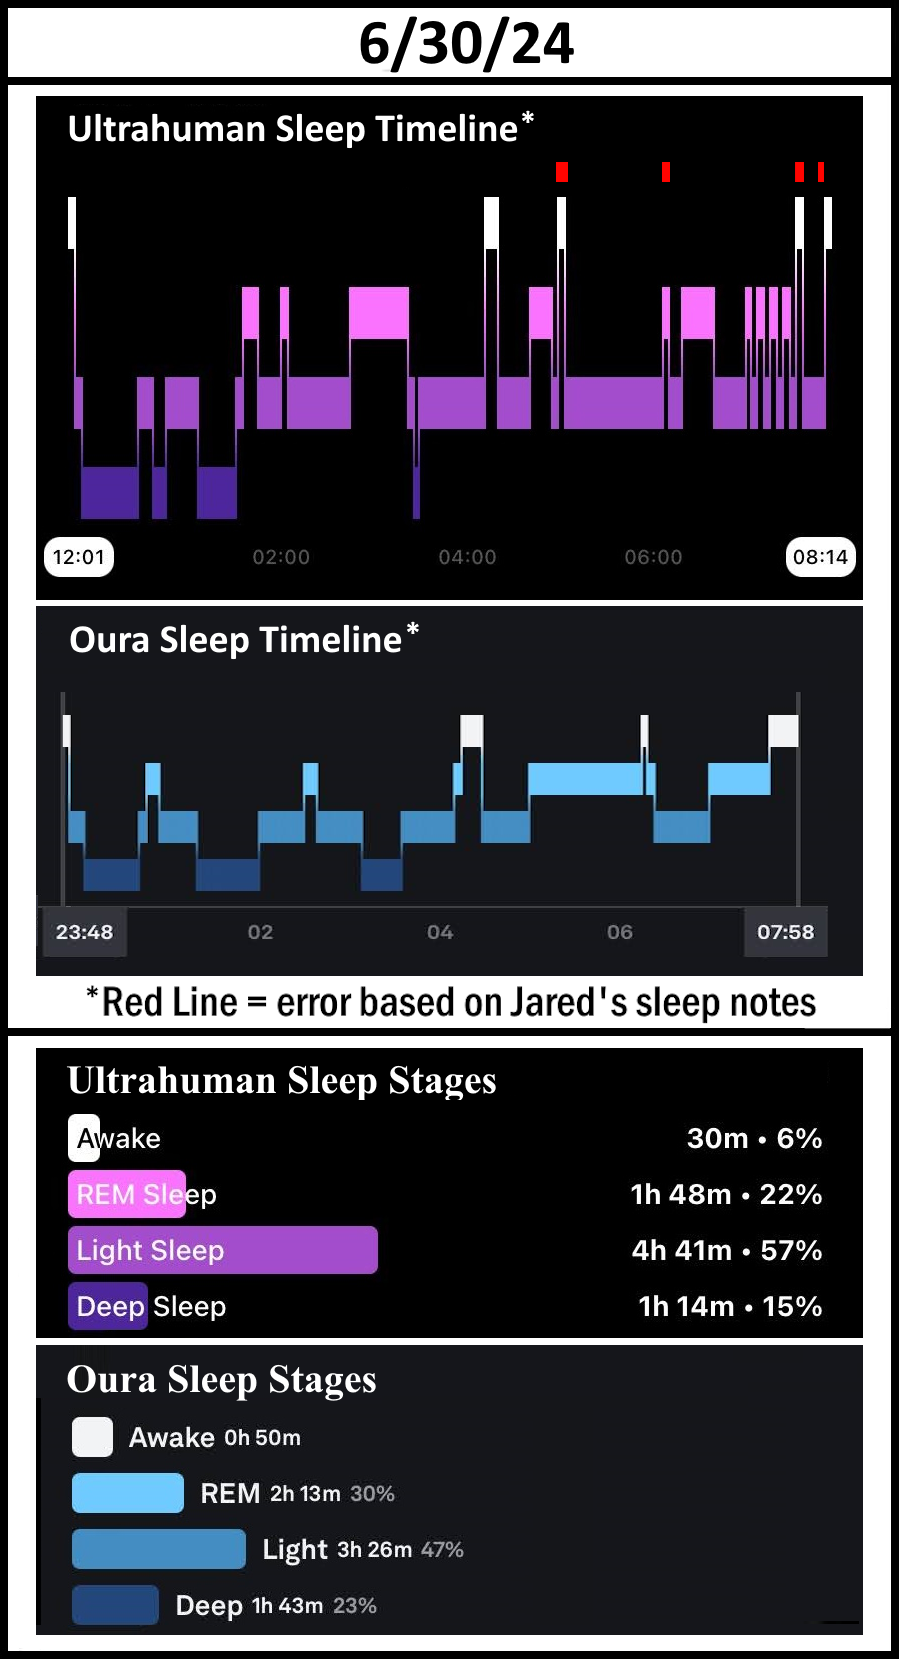 6/30/24
Ultrahuman Sleep Timeline*
12:01 02:00 04:00 06:00 08:14
Oura Sleep Timeline*
23:48 02 04 06 07:58
*Red Line = error based on Jared's sleep notes
Ultrahuman Sleep Stages
Awake 30m • 6%
REM Sleep 1h 48m • 22%
Light Sleep 4h 41m • 57%
Deep Sleep 1h 14m • 15%
Oura Sleep Stages
Awake 0h 50m
REM 2h 13m 30%
Light 3h 26m 47%
Deep 1h 43m 23%